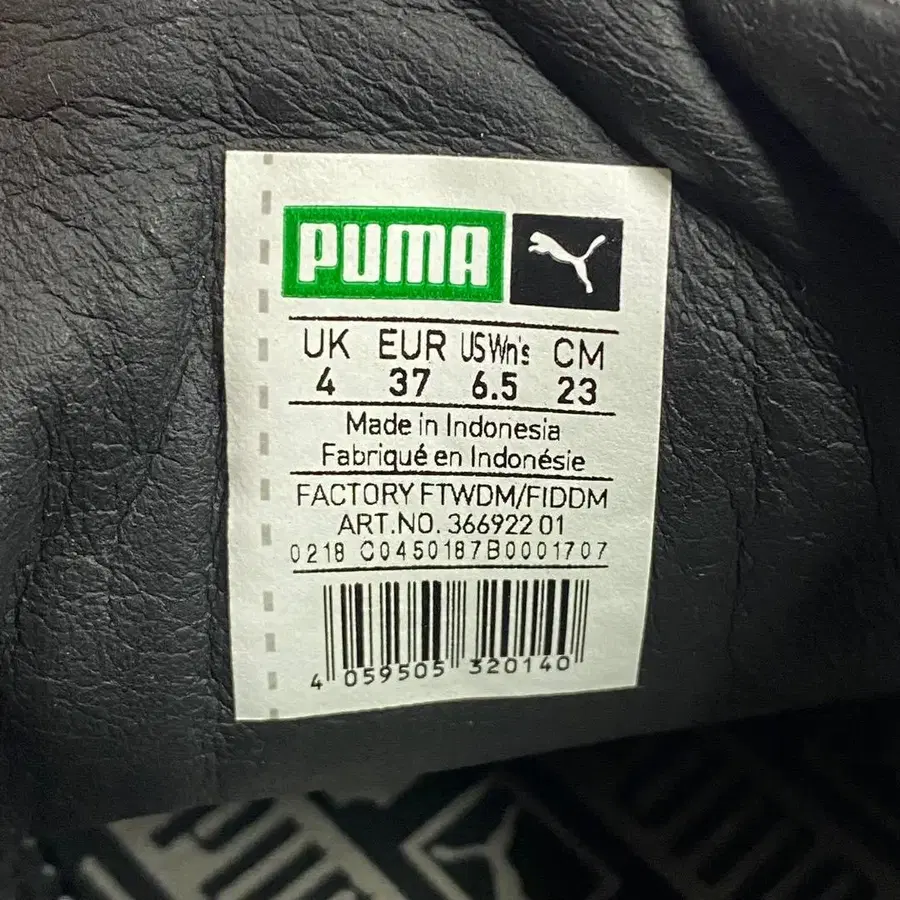 PUMA
UK EUR US Wn's CM
4 37 6.5 23
Made in Indonesia
Fabriqué en Indonésie
FACTORY FTWDM/FIDDM
ART.NO. 366922 01
0218 C0450187B0001707
4 059505 320140